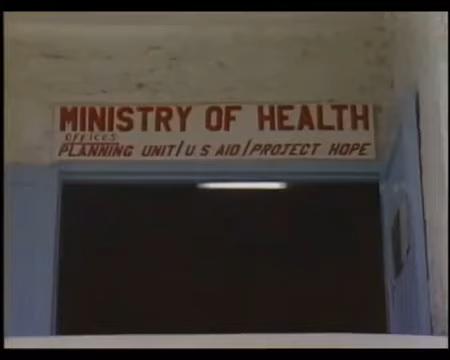 MINISTRY OF HEALTH
OFFICES
PLANNING UNIT/U S AID/PROJECT HOPE